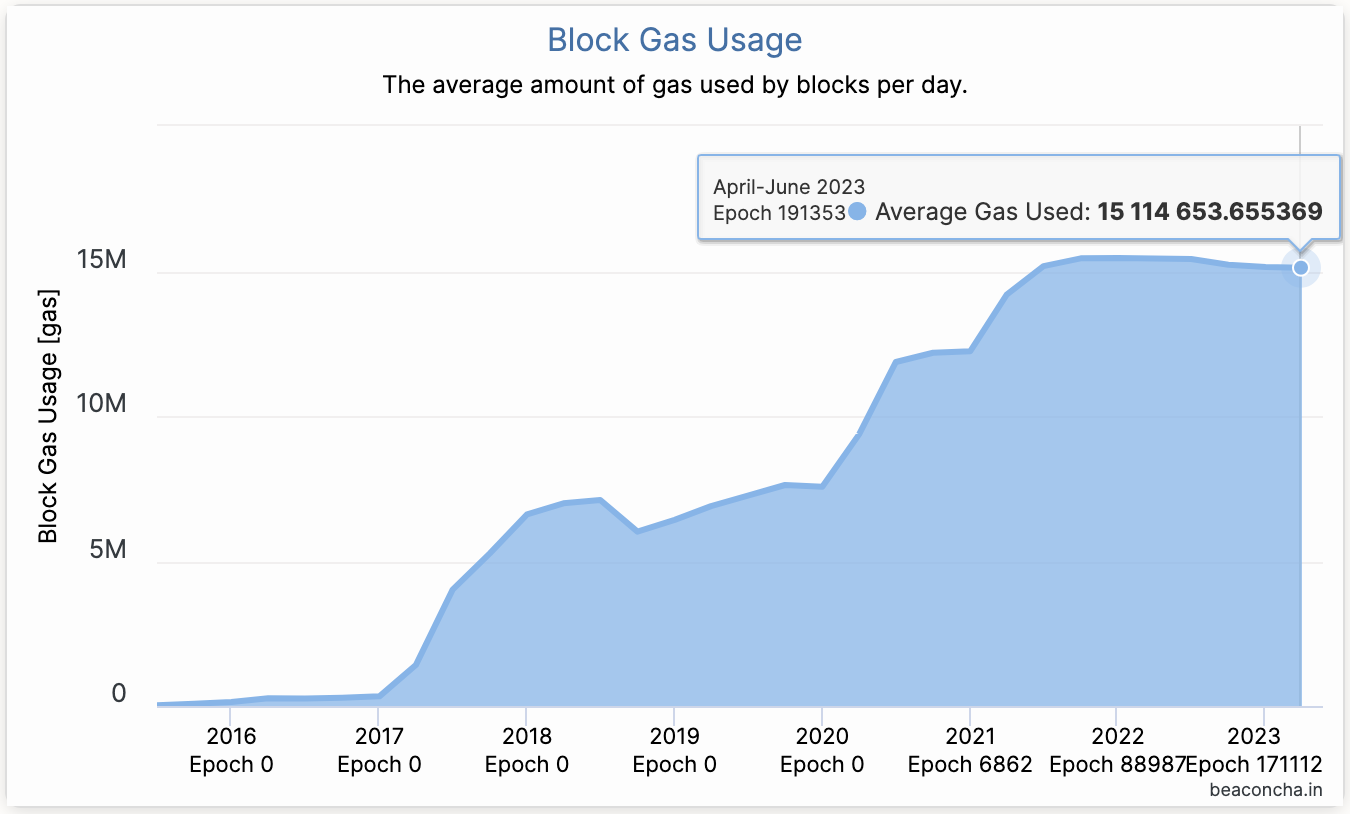 Block Gas Usage
The average amount of gas used by blocks per day.
April-June 2023
Epoch 191353 Average Gas Used: 15 114 653.655369
Block Gas Usage [gas]
15M
10M
5M
0
2016 2017 2018 2019 2020 2021 2022 2023
Epoch 0 Epoch 0 Epoch 0 Epoch 0 Epoch 0 Epoch 6862 Epoch 88987 Epoch 171112
beaconcha.in